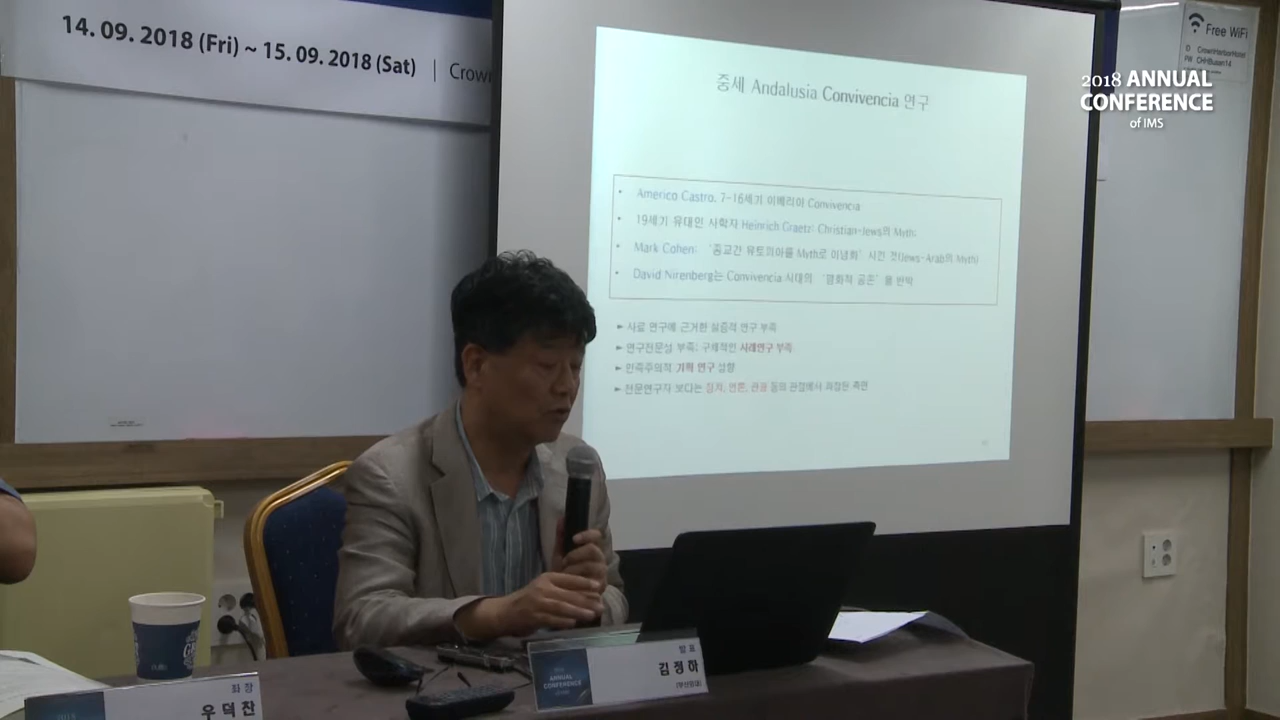 14. 09. 2018 (Fri) ~ 15. 09. 2018 (Sat) | Crow
Free WiFi
ID CrownHarborHotel
PW CHHBusan14
2018 ANNUAL
CONFERENCE
of IMS
중세 Andalusia Convivencia 연구
• Americo Castro. 7-16세기 이베리아 Convivencia
• 19세기 유대인 사학자 Heinrich Graetz: Christian-Jews의 Myth;
• Mark Cohen: ‘종교간 유토피아를 Myth로 이념화’ 시킨 것(Jews-Arab의 Myth)
• David Nirenberg는 Convivencia 시대의 ‘평화적 공존’을 반박
► 사료 연구에 근거한 실증적 연구 부족
► 연구전문성 부족: 구체적인 사례연구 부족
► 민족주의적 기획 연구 성향
► 전문연구자 보다는 정치, 언론, 관광 등의 관점에서 과장된 측면
발표
김정하
ANNUAL
CONFERENCE
좌장
우덕찬